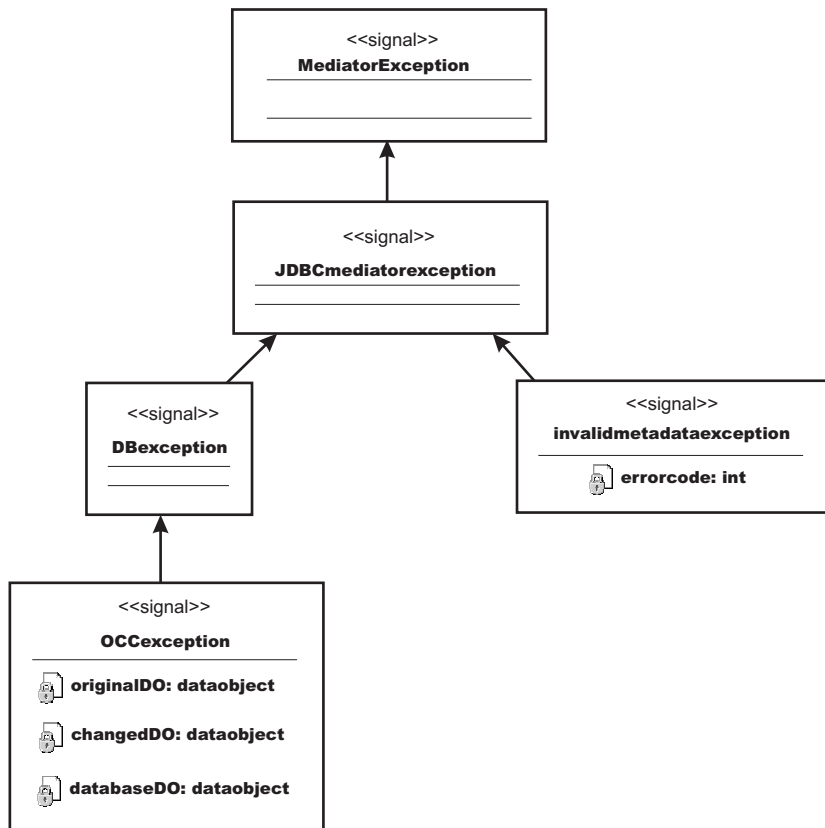 <<signal>>
MediatorException
<<signal>>
JDBCmediatorexception
<<signal>>
DBexception
<<signal>>
invalidmetadataexception
errorcode: int
<<signal>>
OCCexception
originalDO: dataobject
changedDO: dataobject
databaseDO: dataobject